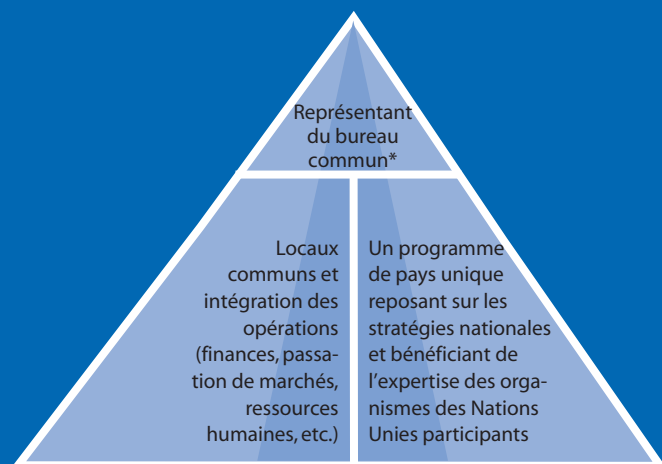 Représentant
du bureau
commun*
Locaux
communs et
intégration des
opérations
(finances, passa-
tion de marchés,
ressources
humaines, etc.)
Un programme
de pays unique
reposant sur les
stratégies nationales
et bénéficiant de
l'expertise des orga-
nismes des Nations
Unies participants